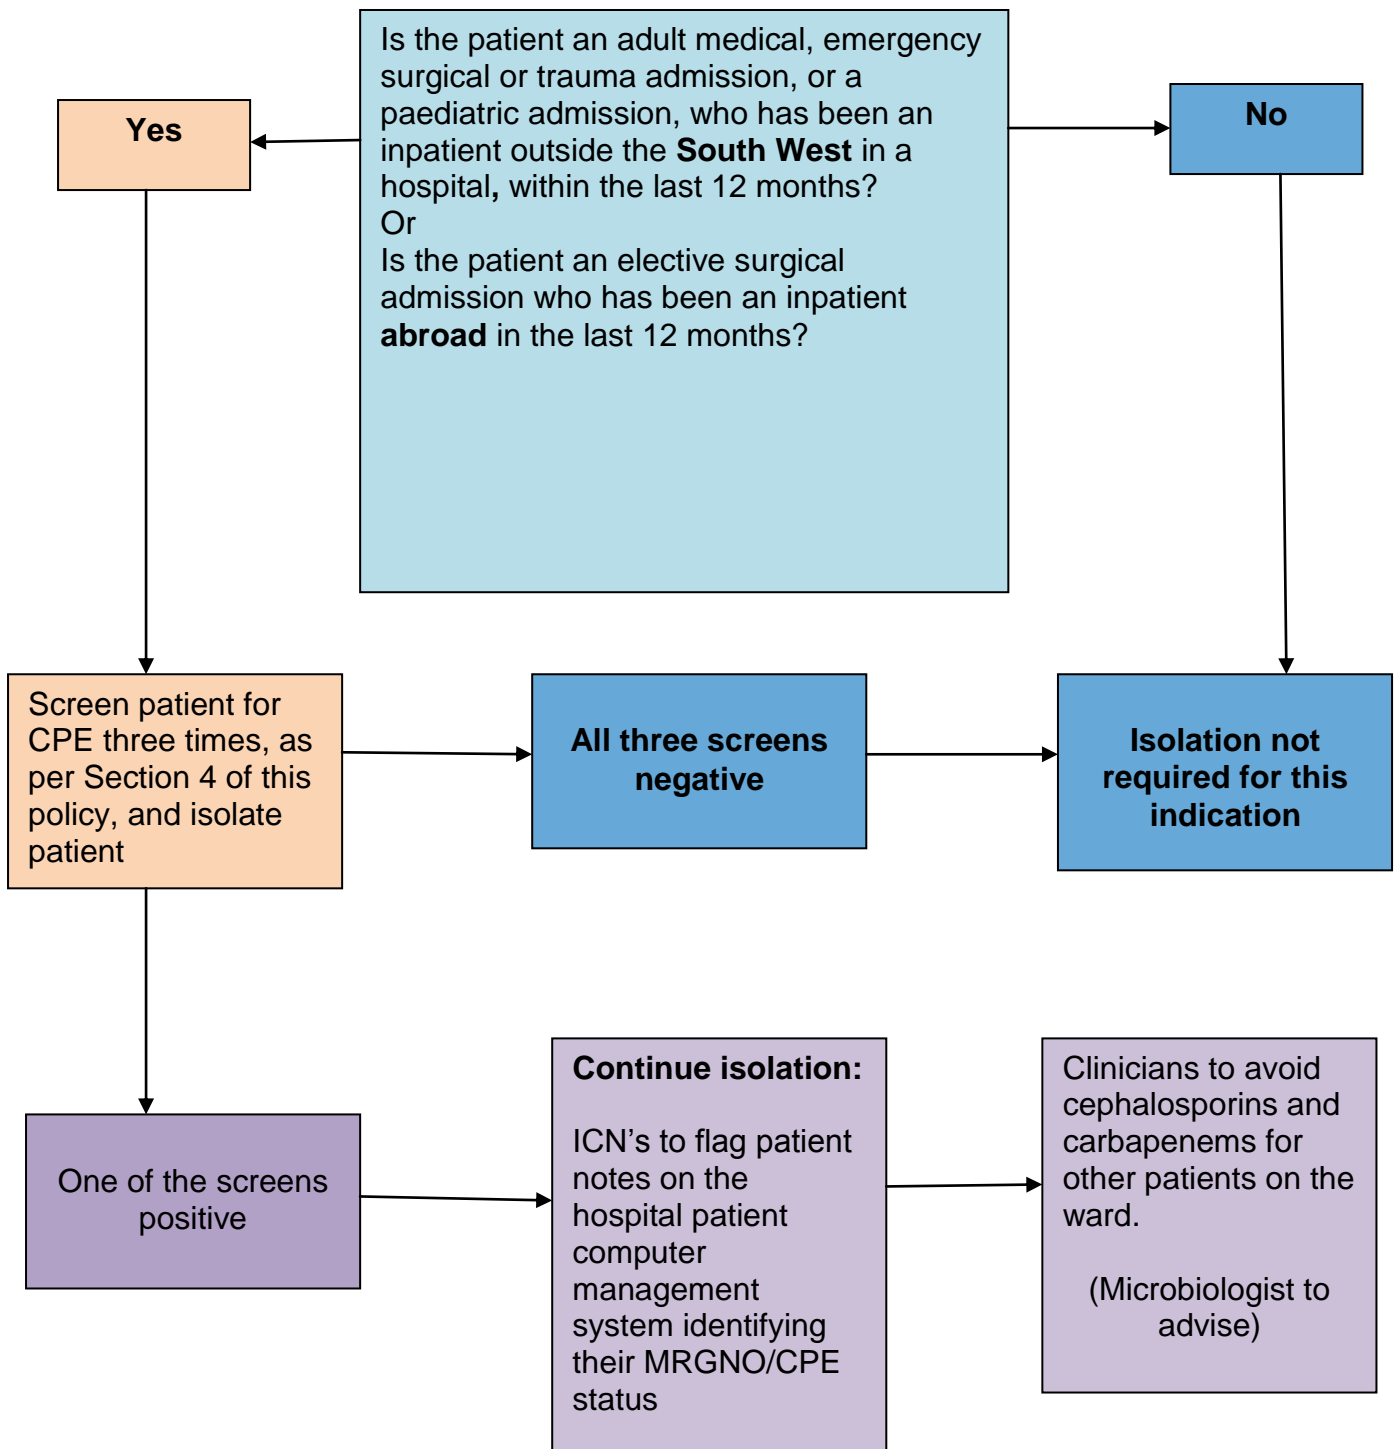 Is the patient an adult medical, emergency
surgical or trauma admission, or a
paediatric admission, who has been an
inpatient outside the South West in a
hospital, within the last 12 months?
Or
Is the patient an elective surgical
admission who has been an inpatient
abroad in the last 12 months?
Yes
No
Screen patient for
CPE three times, as
per Section 4 of this
policy, and isolate
patient
All three screens
negative
Isolation not
required for this
indication
One of the screens
positive
Continue isolation:
ICN’s to flag patient
notes on the
hospital patient
computer
management
system identifying
their MRGNO/CPE
status
Clinicians to avoid
cephalosporins and
carbapenems for
other patients on the
ward.
(Microbiologist to
advise)